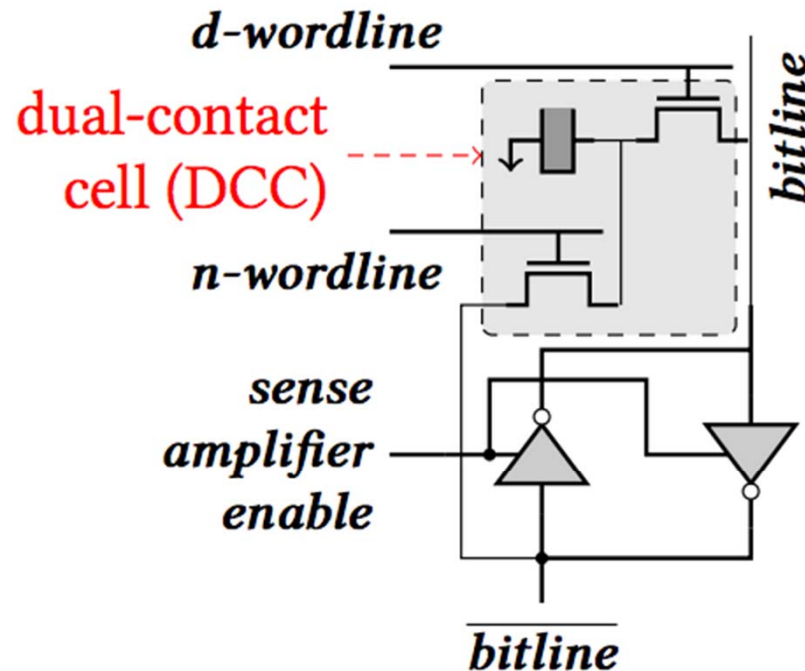 d-wordline
bitline
dual-contact
cell (DCC)
n-wordline
sense
amplifier
enable
bitline